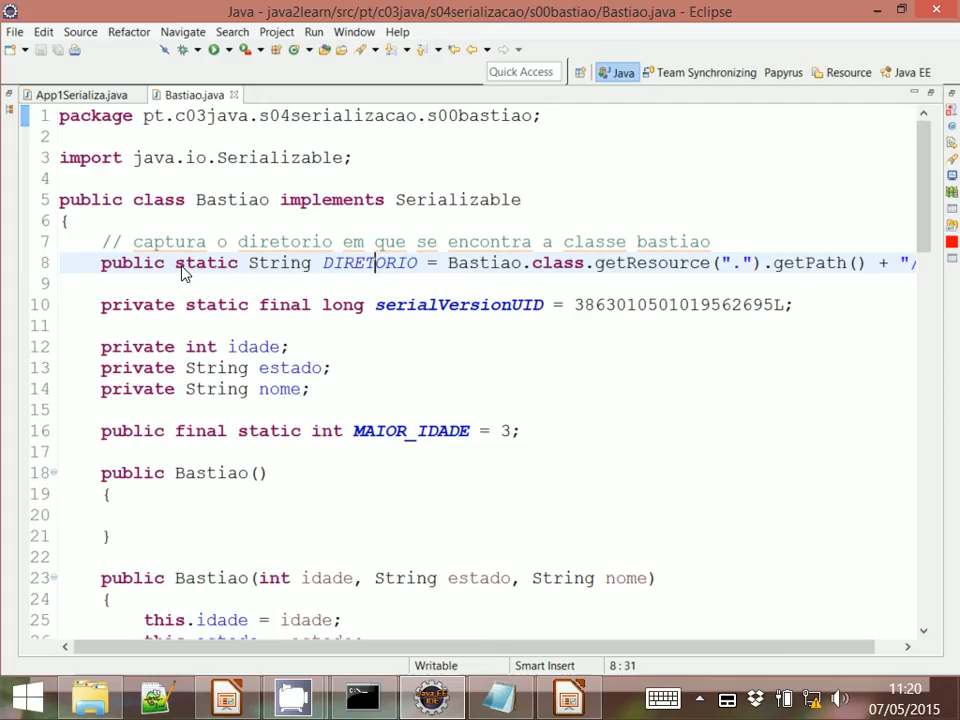 Java - java2learn/src/pt/c03java/s04serializacao/s00bastiao/Bastiao.java - Eclipse
File Edit Source Refactor Navigate Search Project Run Window Help
Quick Access Java Team Synchronizing Papyrus Resource Java EE
App1Serializa.java Bastiao.java
1 package pt.c03java.s04serializacao.s00bastiao;
2
3 import java.io.Serializable;
4
5 public class Bastiao implements Serializable
6 {
7 // captura o diretorio em que se encontra a classe bastiao
8 public static String DIRETORIO = Bastiao.class.getResource(".").getPath() + "/
9
10 private static final long serialVersionUID = 3863010501019562695L;
11
12 private int idade;
13 private String estado;
14 private String nome;
15
16 public final static int MAIOR_IDADE = 3;
17
18 public Bastiao()
19 {
20
21 }
22
23 public Bastiao(int idade, String estado, String nome)
24 {
25 this.idade = idade;
Writable Smart Insert 8 : 31
Java EE
IDE
11:20
07/05/2015